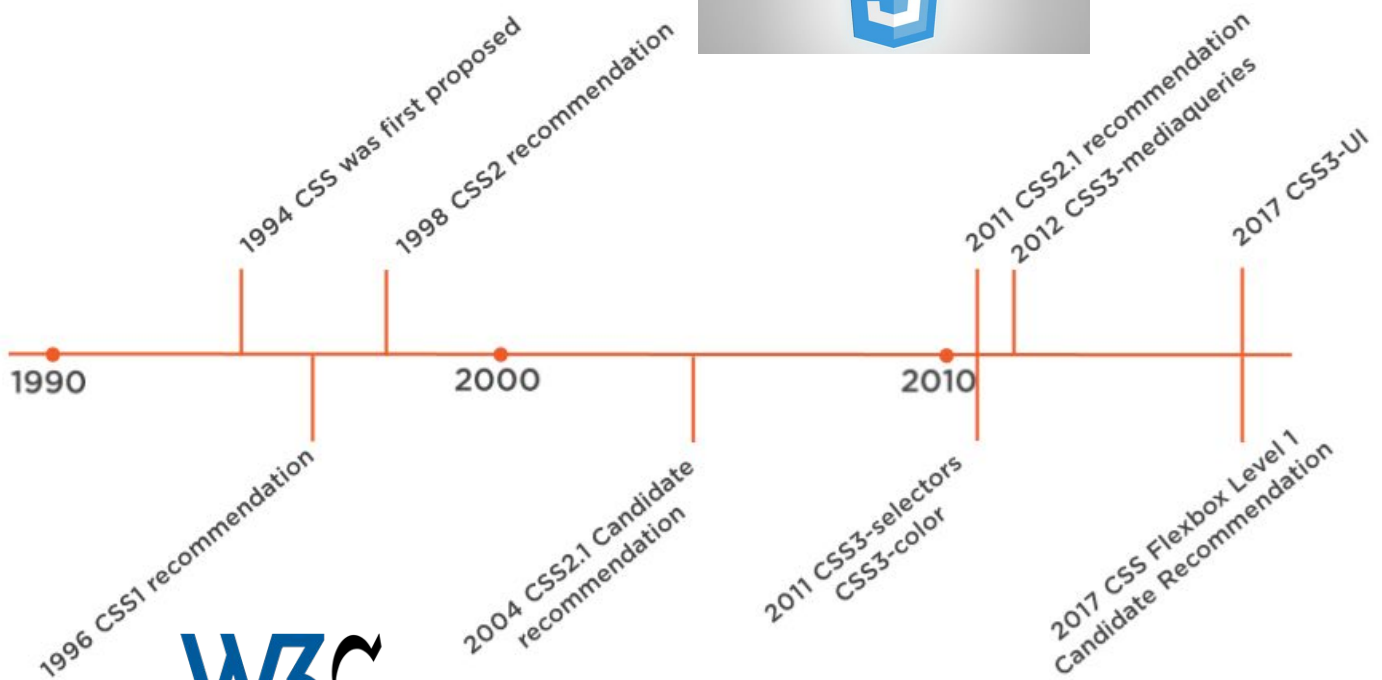 1994 CSS was first proposed
1998 CSS2 recommendation
2011 CSS2.1 recommendation
2012 CSS3-mediaqueries
2017 CSS3-UI
1990
2000
2010
1996 CSS1 recommendation
2004 CSS2.1 Candidate
recommendation
2011 CSS3-selectors
CSS3-color
2017 CSS Flexbox Level 1
Candidate Recommendation
W3C